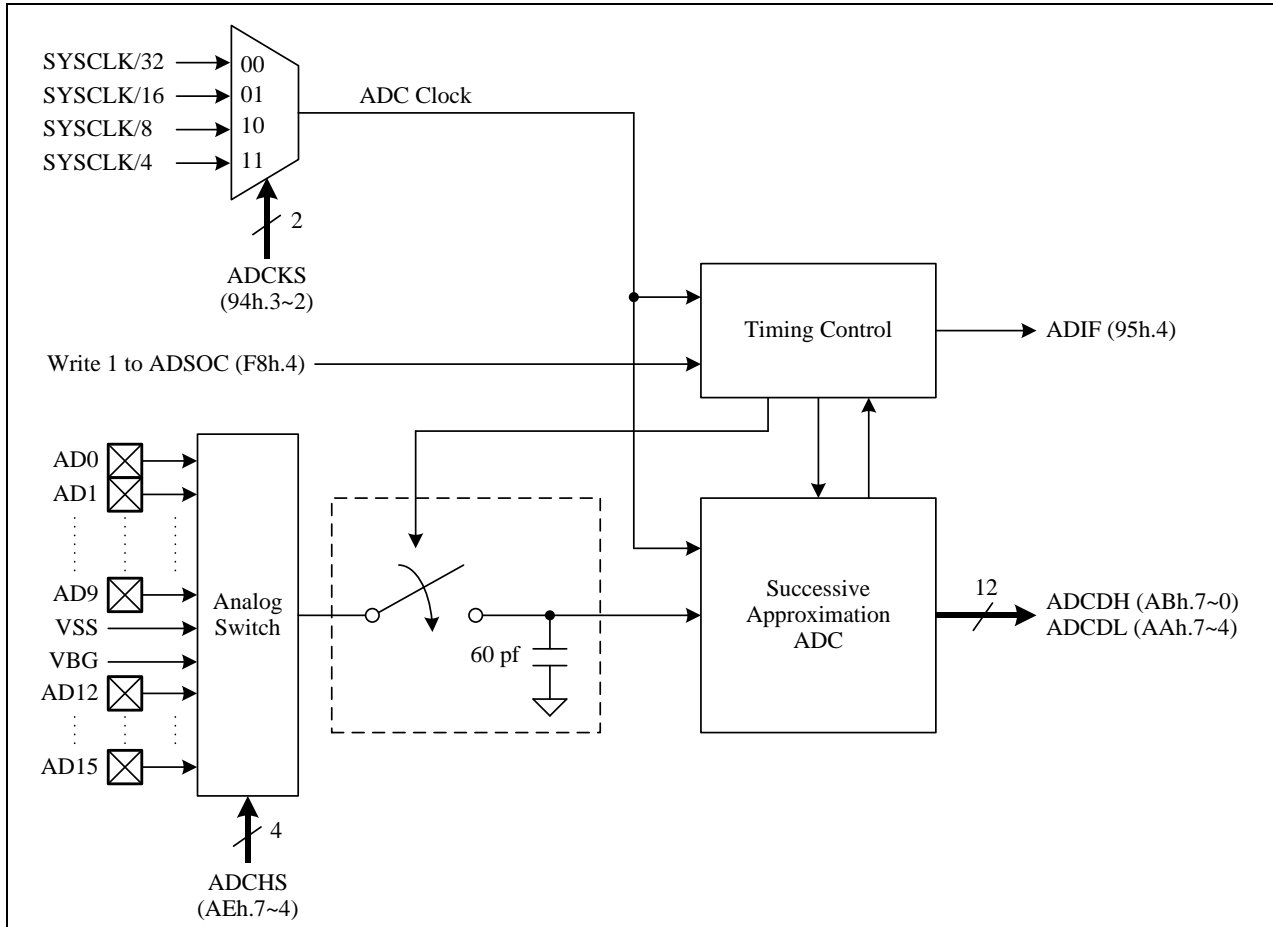 SYSCLK/32
00
SYSCLK/16
01
ADC Clock
SYSCLK/8
10
SYSCLK/4
11
2
ADCKS
(94h.3~2)
Timing Control
ADIF (95h.4)
Write 1 to ADSOC (F8h.4)
AD0
AD1
AD9
VSS
VBG
AD12
AD15
Analog
Switch
60 pf
Successive
Approximation
ADC
12
ADCDH (ABh.7~0)
ADCDL (AAh.7~4)
4
ADCHS
(AEh.7~4)